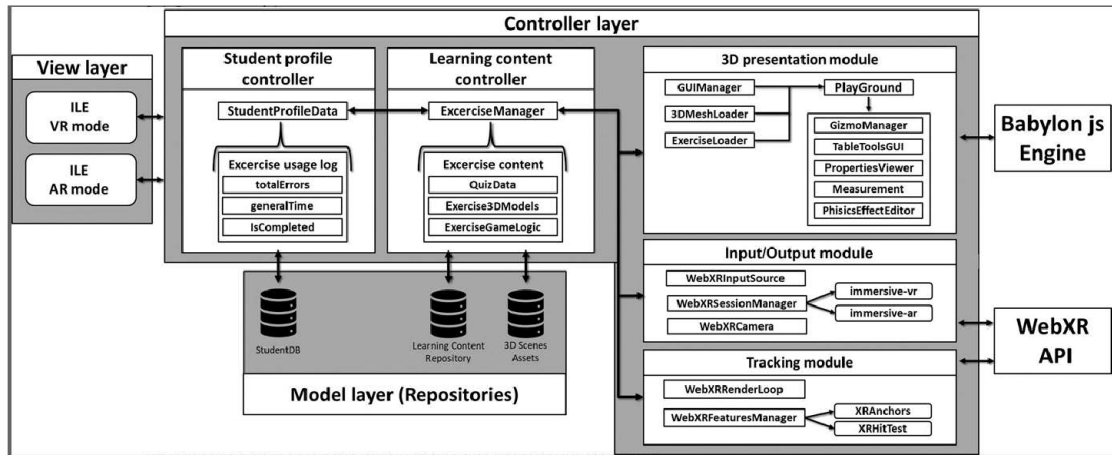 Controller layer
View layer
ILE
VR mode
ILE
AR mode
Student profile
controller
StudentProfileData
Excercise usage log
totalErrors
generalTime
IsCompleted
Learning content
controller
ExcerciseManager
Excercise content
QuizData
Exercise3DModels
ExerciseGameLogic
3D presentation module
GUIManager
3DMeshLoader
ExerciseLoader
PlayGround
GizmoManager
TableToolsGUI
PropertiesViewer
Measurement
PhisicsEffectEditor
Input/Output module
WebXRInputSource
WebXRSessionManager
WebXRCamera
immersive-vr
immersive-ar
Tracking module
WebXRRenderLoop
WebXRFeaturesManager
XRAnchors
XRHitTest
Babylon js
Engine
WebXR
API
StudentDB
Learning Content
Repository
3D Scenes
Assets
Model layer (Repositories)